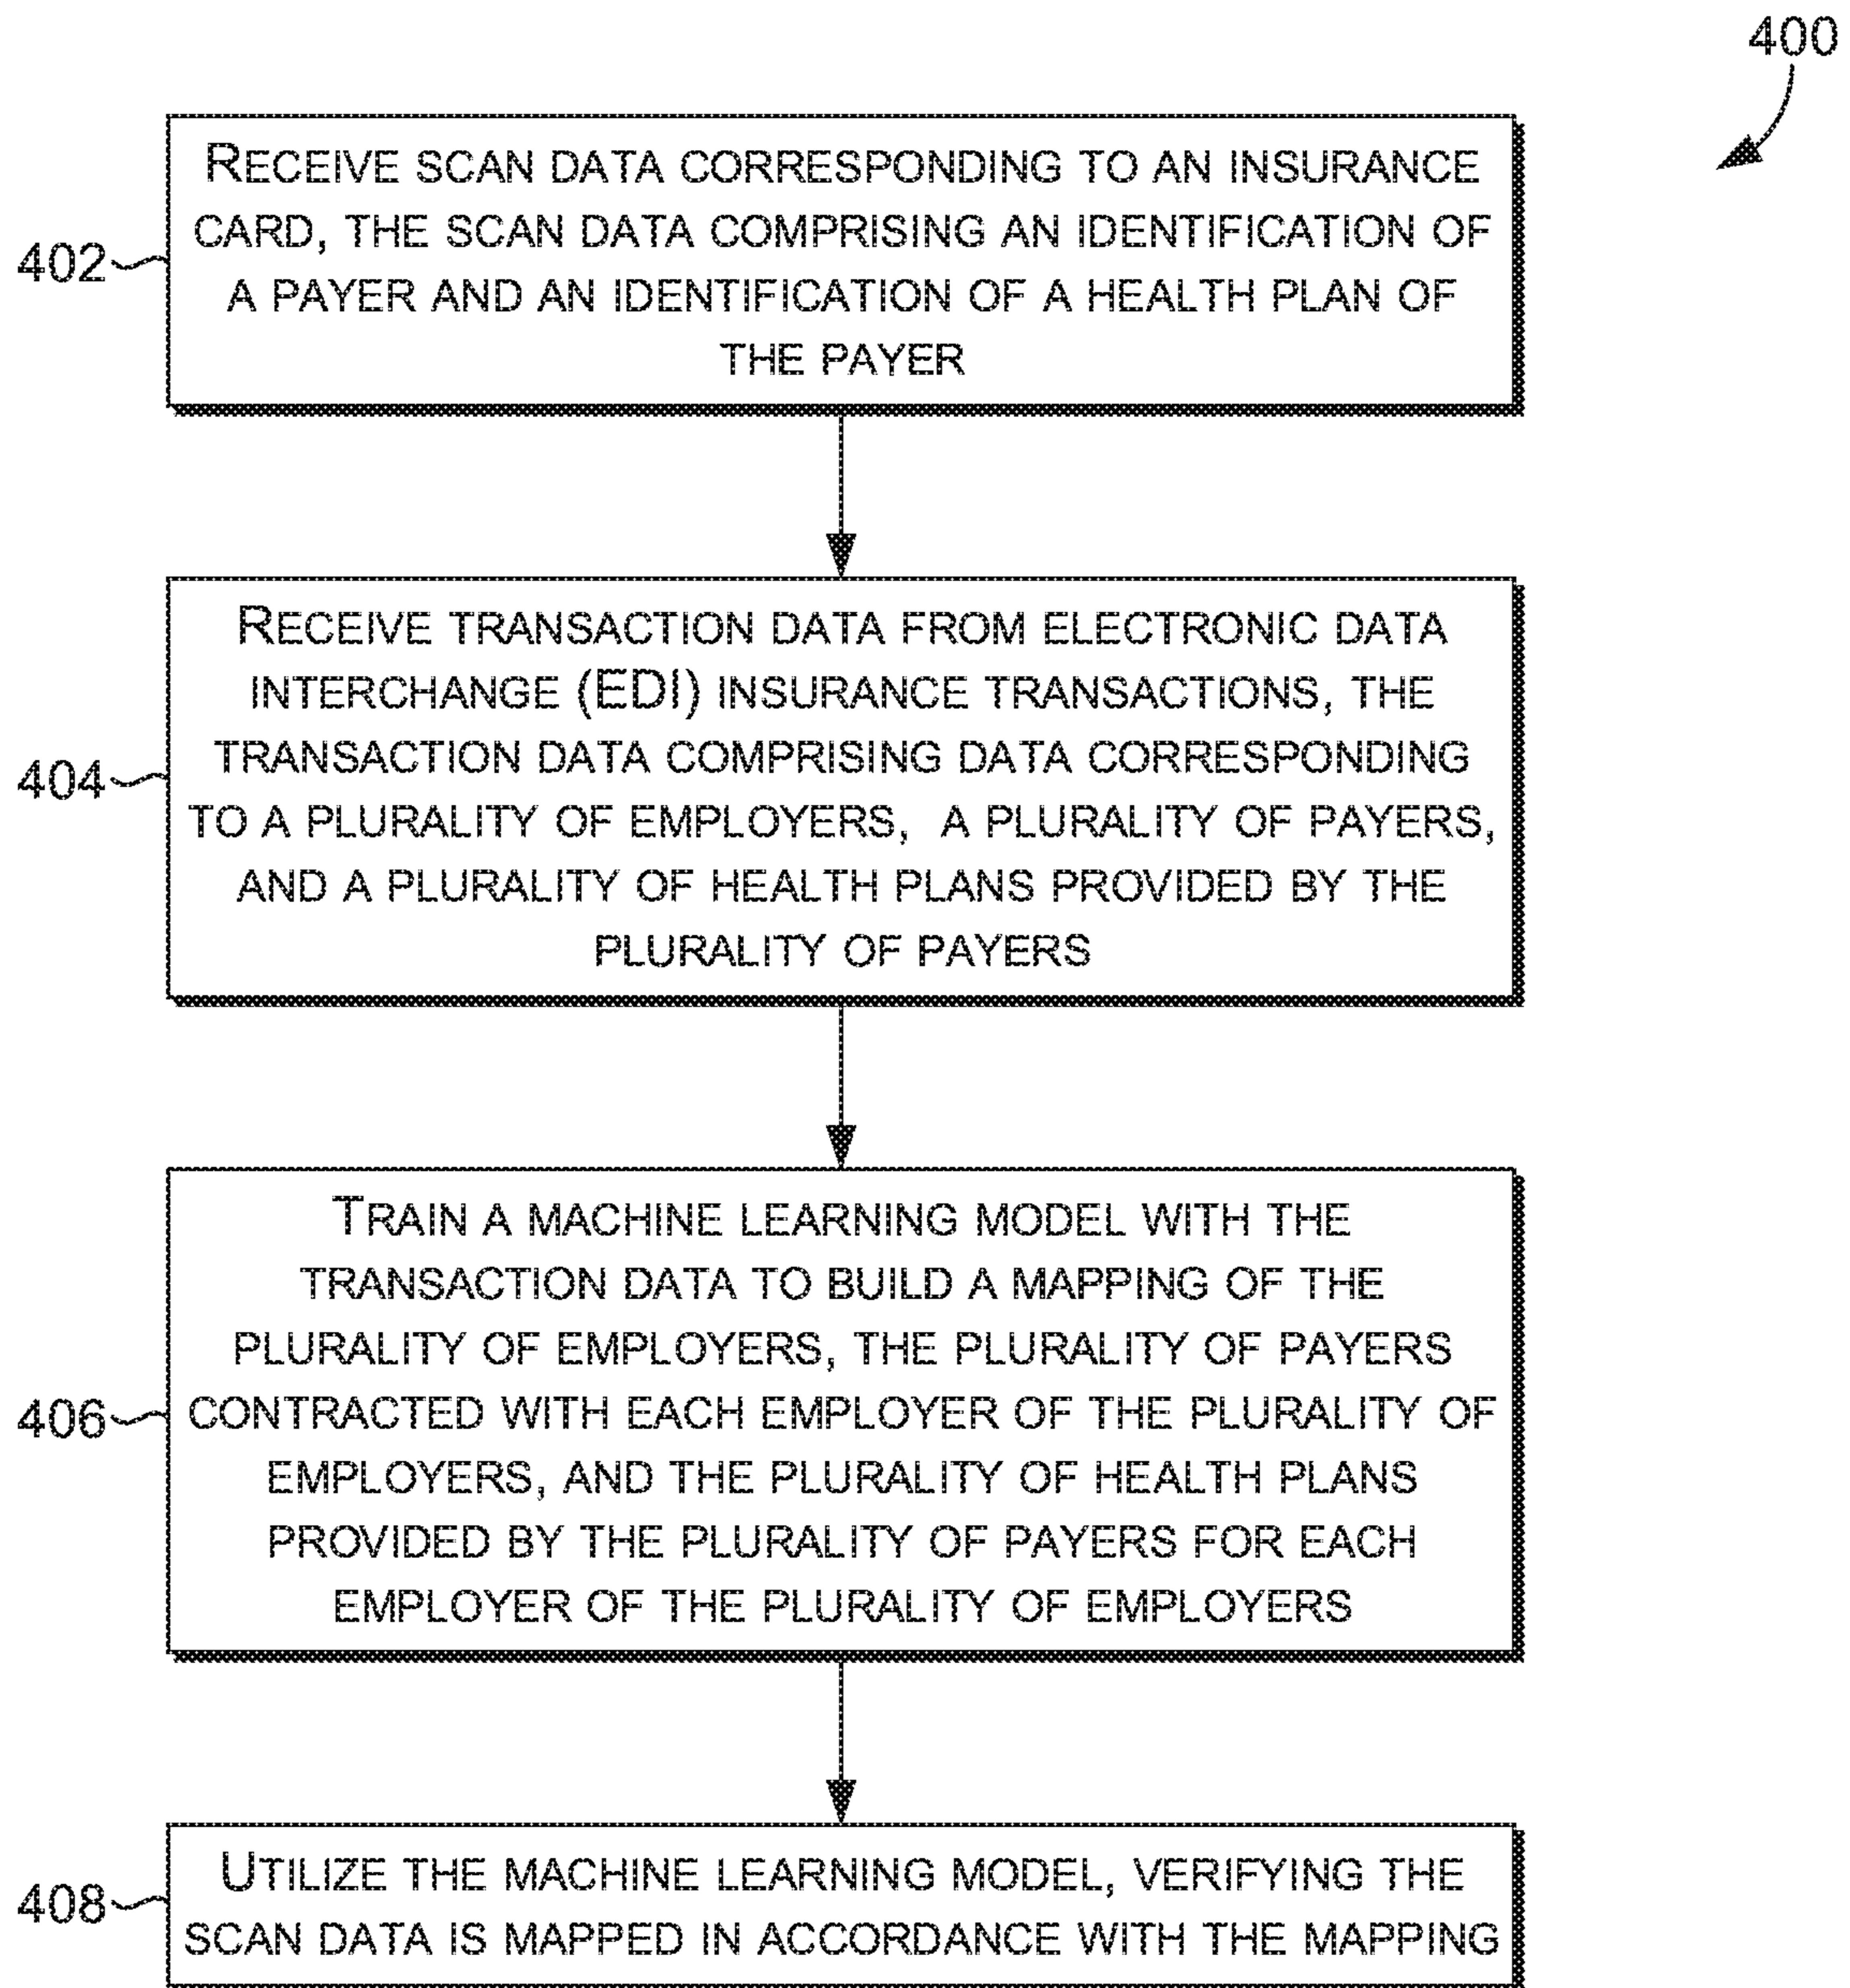 400
RECEIVE SCAN DATA CORRESPONDING TO AN INSURANCE
CARD, THE SCAN DATA COMPRISING AN IDENTIFICATION OF
A PAYER AND AN IDENTIFICATION OF A HEALTH PLAN OF
THE PAYER
402
RECEIVE TRANSACTION DATA FROM ELECTRONIC DATA
INTERCHANGE (EDI) INSURANCE TRANSACTIONS, THE
TRANSACTION DATA COMPRISING DATA CORRESPONDING
TO A PLURALITY OF EMPLOYERS, A PLURALITY OF PAYERS,
AND A PLURALITY OF HEALTH PLANS PROVIDED BY THE
PLURALITY OF PAYERS
404
TRAIN A MACHINE LEARNING MODEL WITH THE
TRANSACTION DATA TO BUILD A MAPPING OF THE
PLURALITY OF EMPLOYERS, THE PLURALITY OF PAYERS
CONTRACTED WITH EACH EMPLOYER OF THE PLURALITY OF
EMPLOYERS, AND THE PLURALITY OF HEALTH PLANS
PROVIDED BY THE PLURALITY OF PAYERS FOR EACH
EMPLOYER OF THE PLURALITY OF EMPLOYERS
406
UTILIZE THE MACHINE LEARNING MODEL, VERIFYING THE
SCAN DATA IS MAPPED IN ACCORDANCE WITH THE MAPPING
408